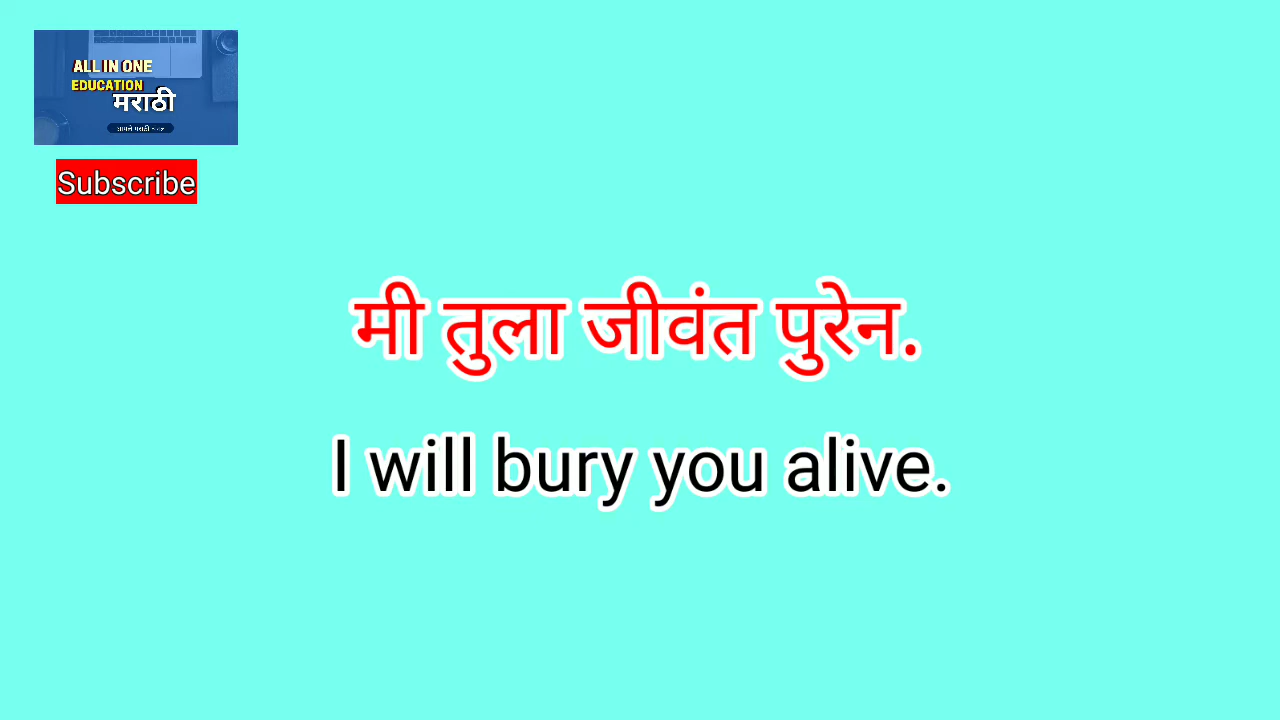 ALL IN ONE
EDUCATION
मराठी
Subscribe
मी तुला जीवंत पुरेन.
I will bury you alive.